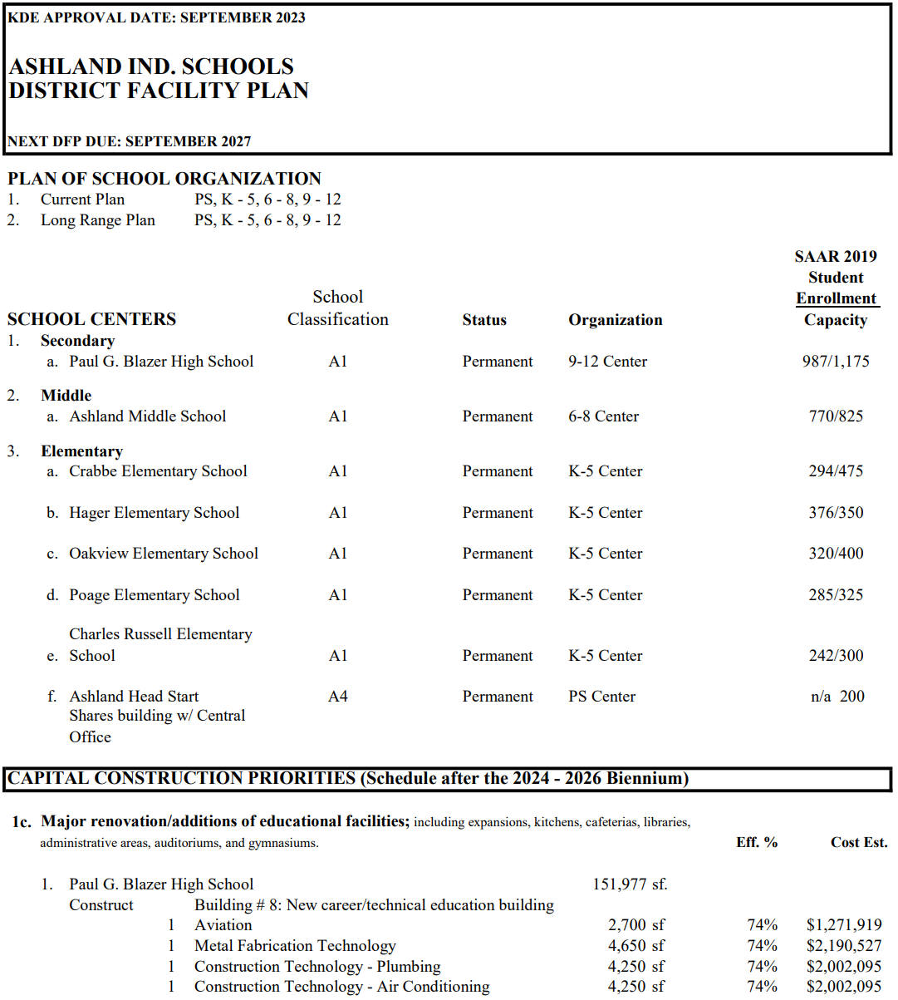 KDE APPROVAL DATE: SEPTEMBER 2023
ASHLAND IND. SCHOOLS
DISTRICT FACILITY PLAN
NEXT DFP DUE: SEPTEMBER 2027
PLAN OF SCHOOL ORGANIZATION
1. Current Plan PS, K - 5, 6 - 8, 9 - 12
2. Long Range Plan PS, K - 5, 6 - 8, 9 - 12
SAAR 2019
Student
School Enrollment
SCHOOL CENTERS Classification Status Organization Capacity
1. Secondary
a. Paul G. Blazer High School A1 Permanent 9-12 Center 987/1,175
2. Middle
a. Ashland Middle School A1 Permanent 6-8 Center 770/825
3. Elementary
a. Crabbe Elementary School A1 Permanent K-5 Center 294/475
b. Hager Elementary School A1 Permanent K-5 Center 376/350
c. Oakview Elementary School A1 Permanent K-5 Center 320/400
d. Poage Elementary School A1 Permanent K-5 Center 285/325
Charles Russell Elementary
e. School A1 Permanent K-5 Center 242/300
f. Ashland Head Start A4 Permanent PS Center n/a 200
Shares building w/ Central
Office
CAPITAL CONSTRUCTION PRIORITIES (Schedule after the 2024 - 2026 Biennium)
1c. Major renovation/additions of educational facilities; including expansions, kitchens, cafeterias, libraries,
administrative areas, auditoriums, and gymnasiums. Eff. % Cost Est.
1. Paul G. Blazer High School 151,977 sf.
Construct Building # 8: New career/technical education building
1 Aviation 2,700 sf 74% $1,271,919
1 Metal Fabrication Technology 4,650 sf 74% $2,190,527
1 Construction Technology - Plumbing 4,250 sf 74% $2,002,095
1 Construction Technology - Air Conditioning 4,250 sf 74% $2,002,095